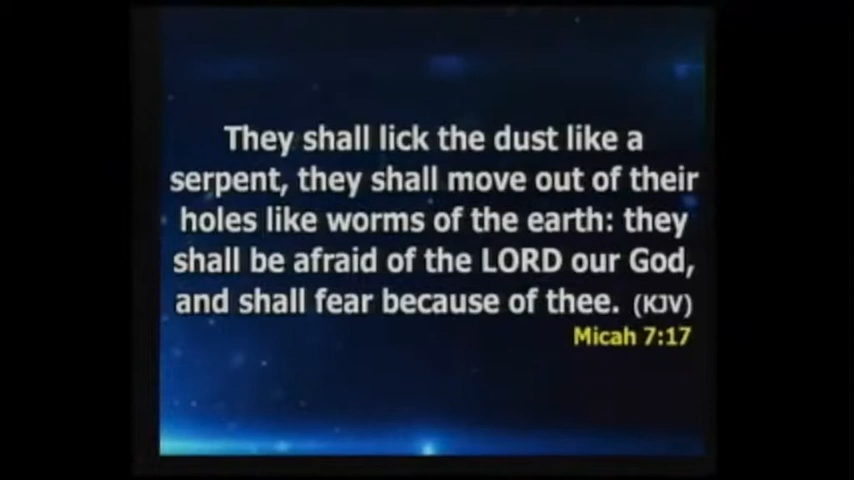 They shall lick the dust like a
serpent, they shall move out of their
holes like worms of the earth: they
shall be afraid of the LORD our God,
and shall fear because of thee. (KJV)
Micah 7:17